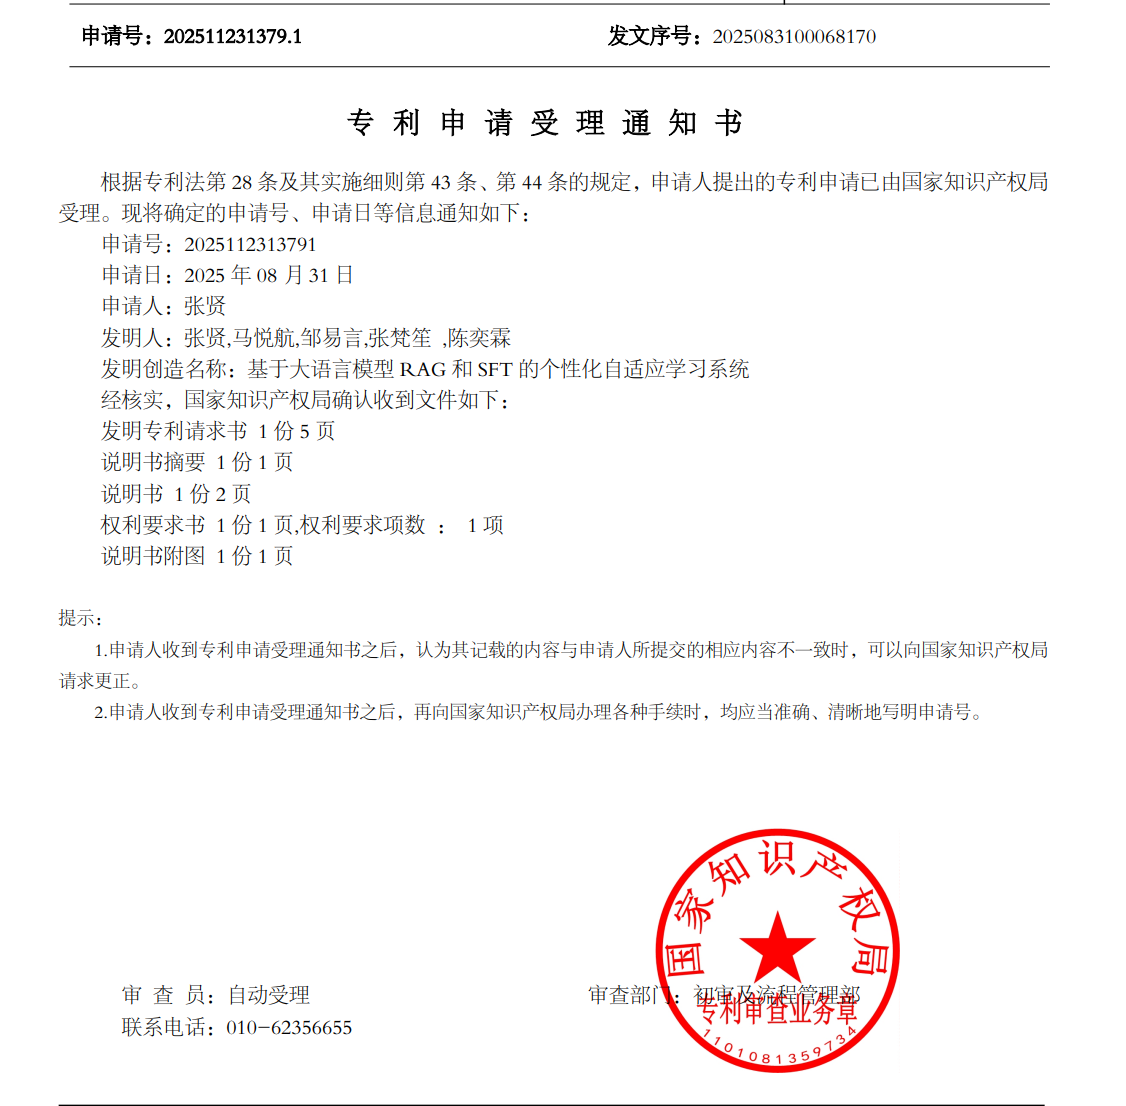 申请号：202511231379.1 发文序号：2025083100068170
专 利 申 请 受 理 通 知 书
根据专利法第 28 条及其实施细则第 43 条、第 44 条的规定，申请人提出的专利申请已由国家知识产权局
受理。现将确定的申请号、申请日等信息通知如下：
申请号：2025112313791
申请日：2025 年 08 月 31 日
申请人：张贤
发明人：张贤,马悦航,邹易言,张梵笙 ,陈奕霖
发明创造名称：基于大语言模型 RAG 和 SFT 的个性化自适应学习系统
经核实，国家知识产权局确认收到文件如下：
发明专利请求书 1 份 5 页
说明书摘要 1 份 1 页
说明书 1 份 2 页
权利要求书 1 份 1 页,权利要求项数 ： 1 项
说明书附图 1 份 1 页
提示：
1.申请人收到专利申请受理通知书之后，认为其记载的内容与申请人所提交的相应内容不一致时，可以向国家知识产权局
请求更正。
2.申请人收到专利申请受理通知书之后，再向国家知识产权局办理各种手续时，均应当准确、清晰地写明申请号。
国家知识产权局
审 查 员：自动受理 审查部门：初审及流程管理部
专利审查业务章
联系电话：010-62356655
1101081359734